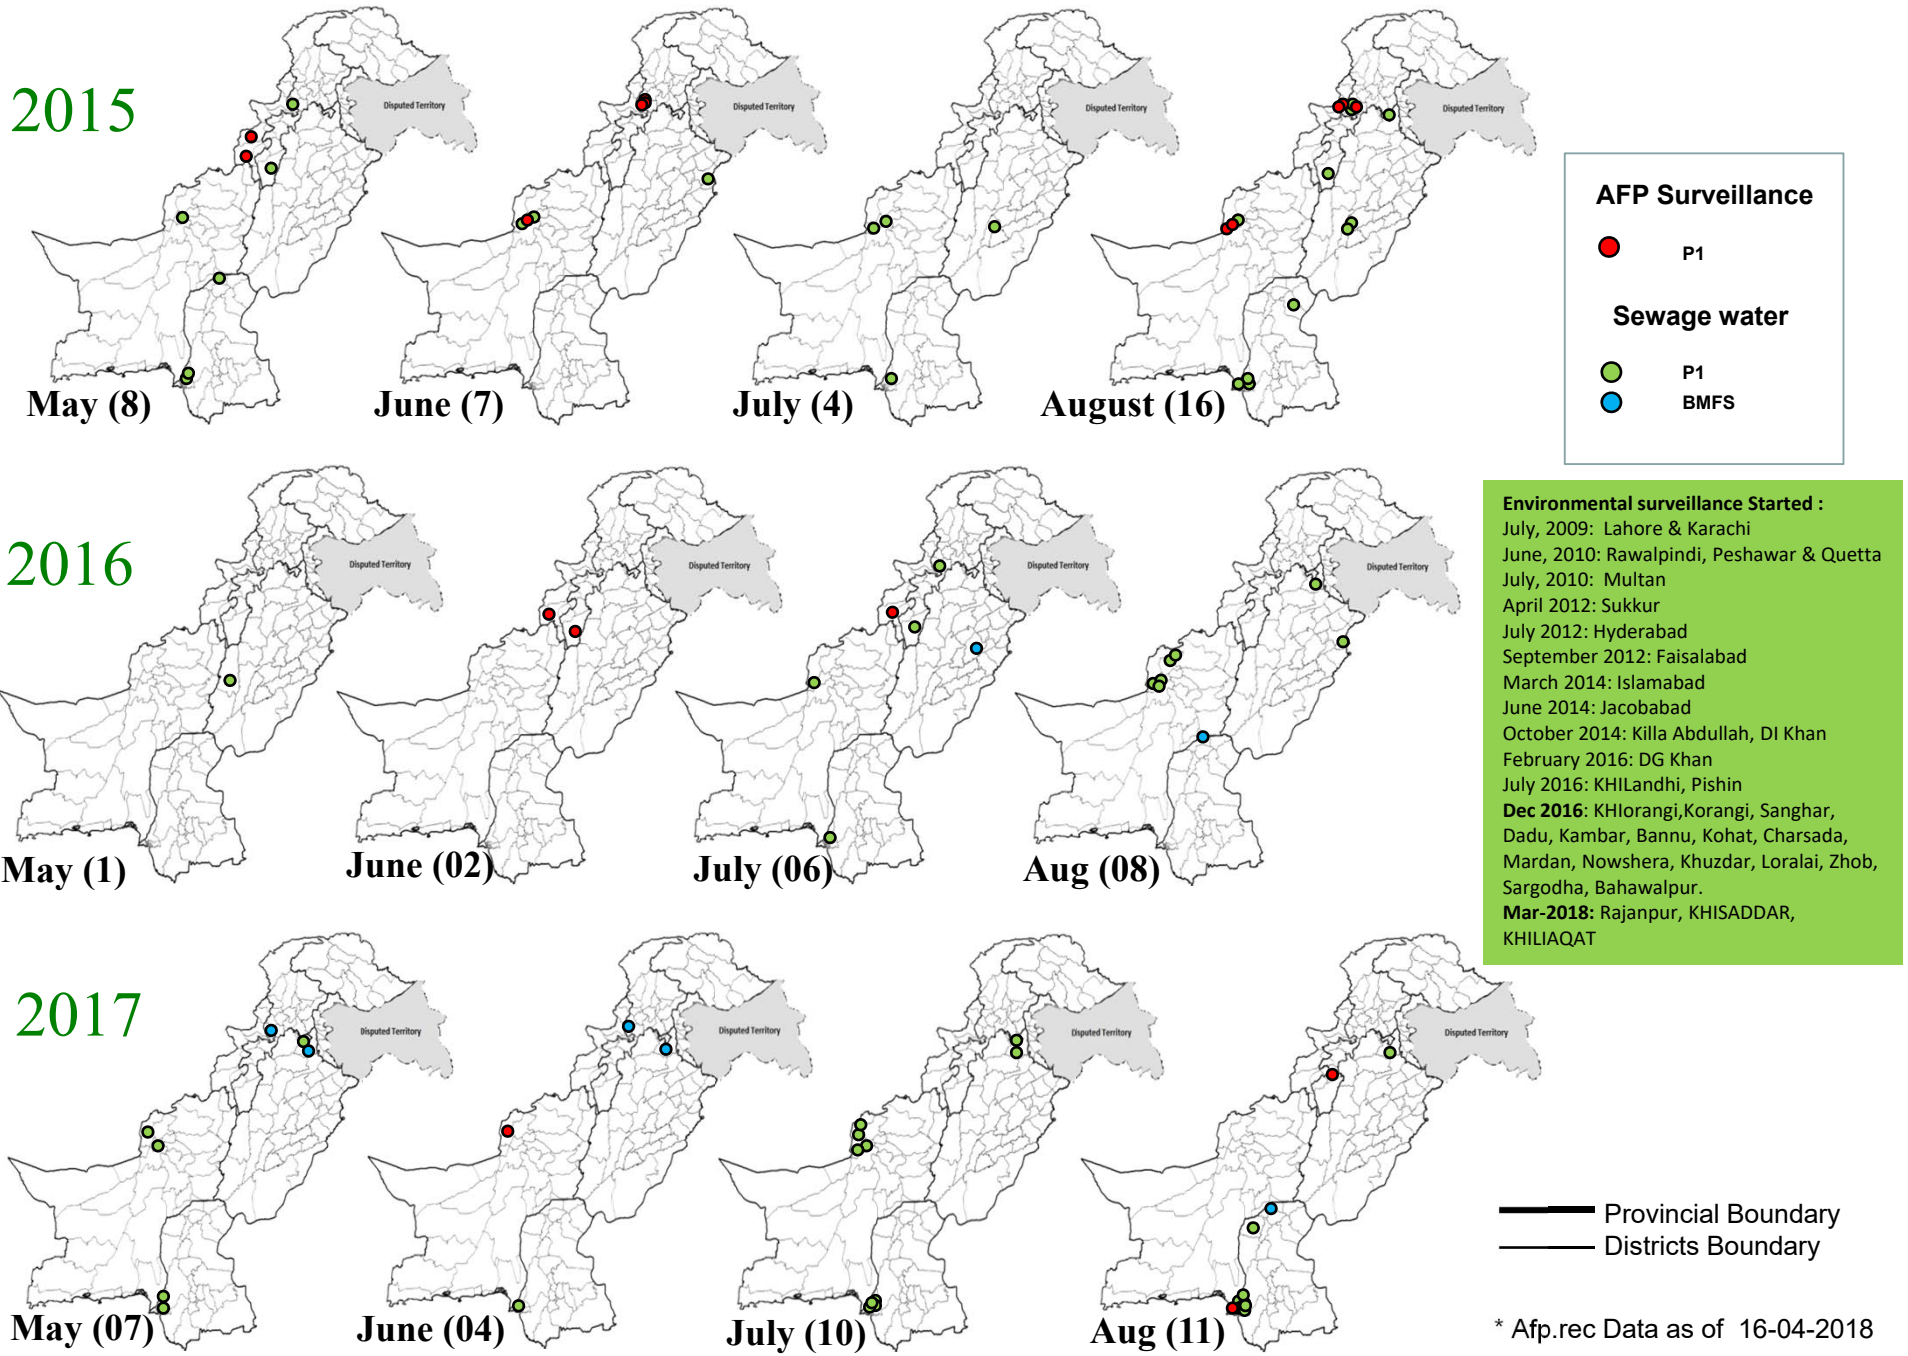 2015
Disputed Territory
Disputed Territory
Disputed Territory
Disputed Territory
May (8)
June (7)
July (4)
August (16)
AFP Surveillance
P1
Sewage water
P1
BMFS
2016
Disputed Territory
Disputed Territory
Disputed Territory
Disputed Territory
May (1)
June (02)
July (06)
Aug (08)
Environmental surveillance Started :
July, 2009: Lahore & Karachi
June, 2010: Rawalpindi, Peshawar & Quetta
July, 2010: Multan
April 2012: Sukkur
July 2012: Hyderabad
September 2012: Faisalabad
March 2014: Islamabad
June 2014: Jacobabad
October 2014: Killa Abdullah, DI Khan
February 2016: DG Khan
July 2016: KHILandhi, Pishin
Dec 2016: KHIorangi,Korangi, Sanghar,
Dadu, Kambar, Bannu, Kohat, Charsada,
Mardan, Nowshera, Khuzdar, Loralai, Zhob,
Sargodha, Bahawalpur.
Mar-2018: Rajanpur, KHISADDAR,
KHILIAQAT
2017
Disputed Territory
Disputed Territory
Disputed Territory
Disputed Territory
May (07)
June (04)
July (10)
Aug (11)
Provincial Boundary
Districts Boundary
* Afp.rec Data as of 16-04-2018